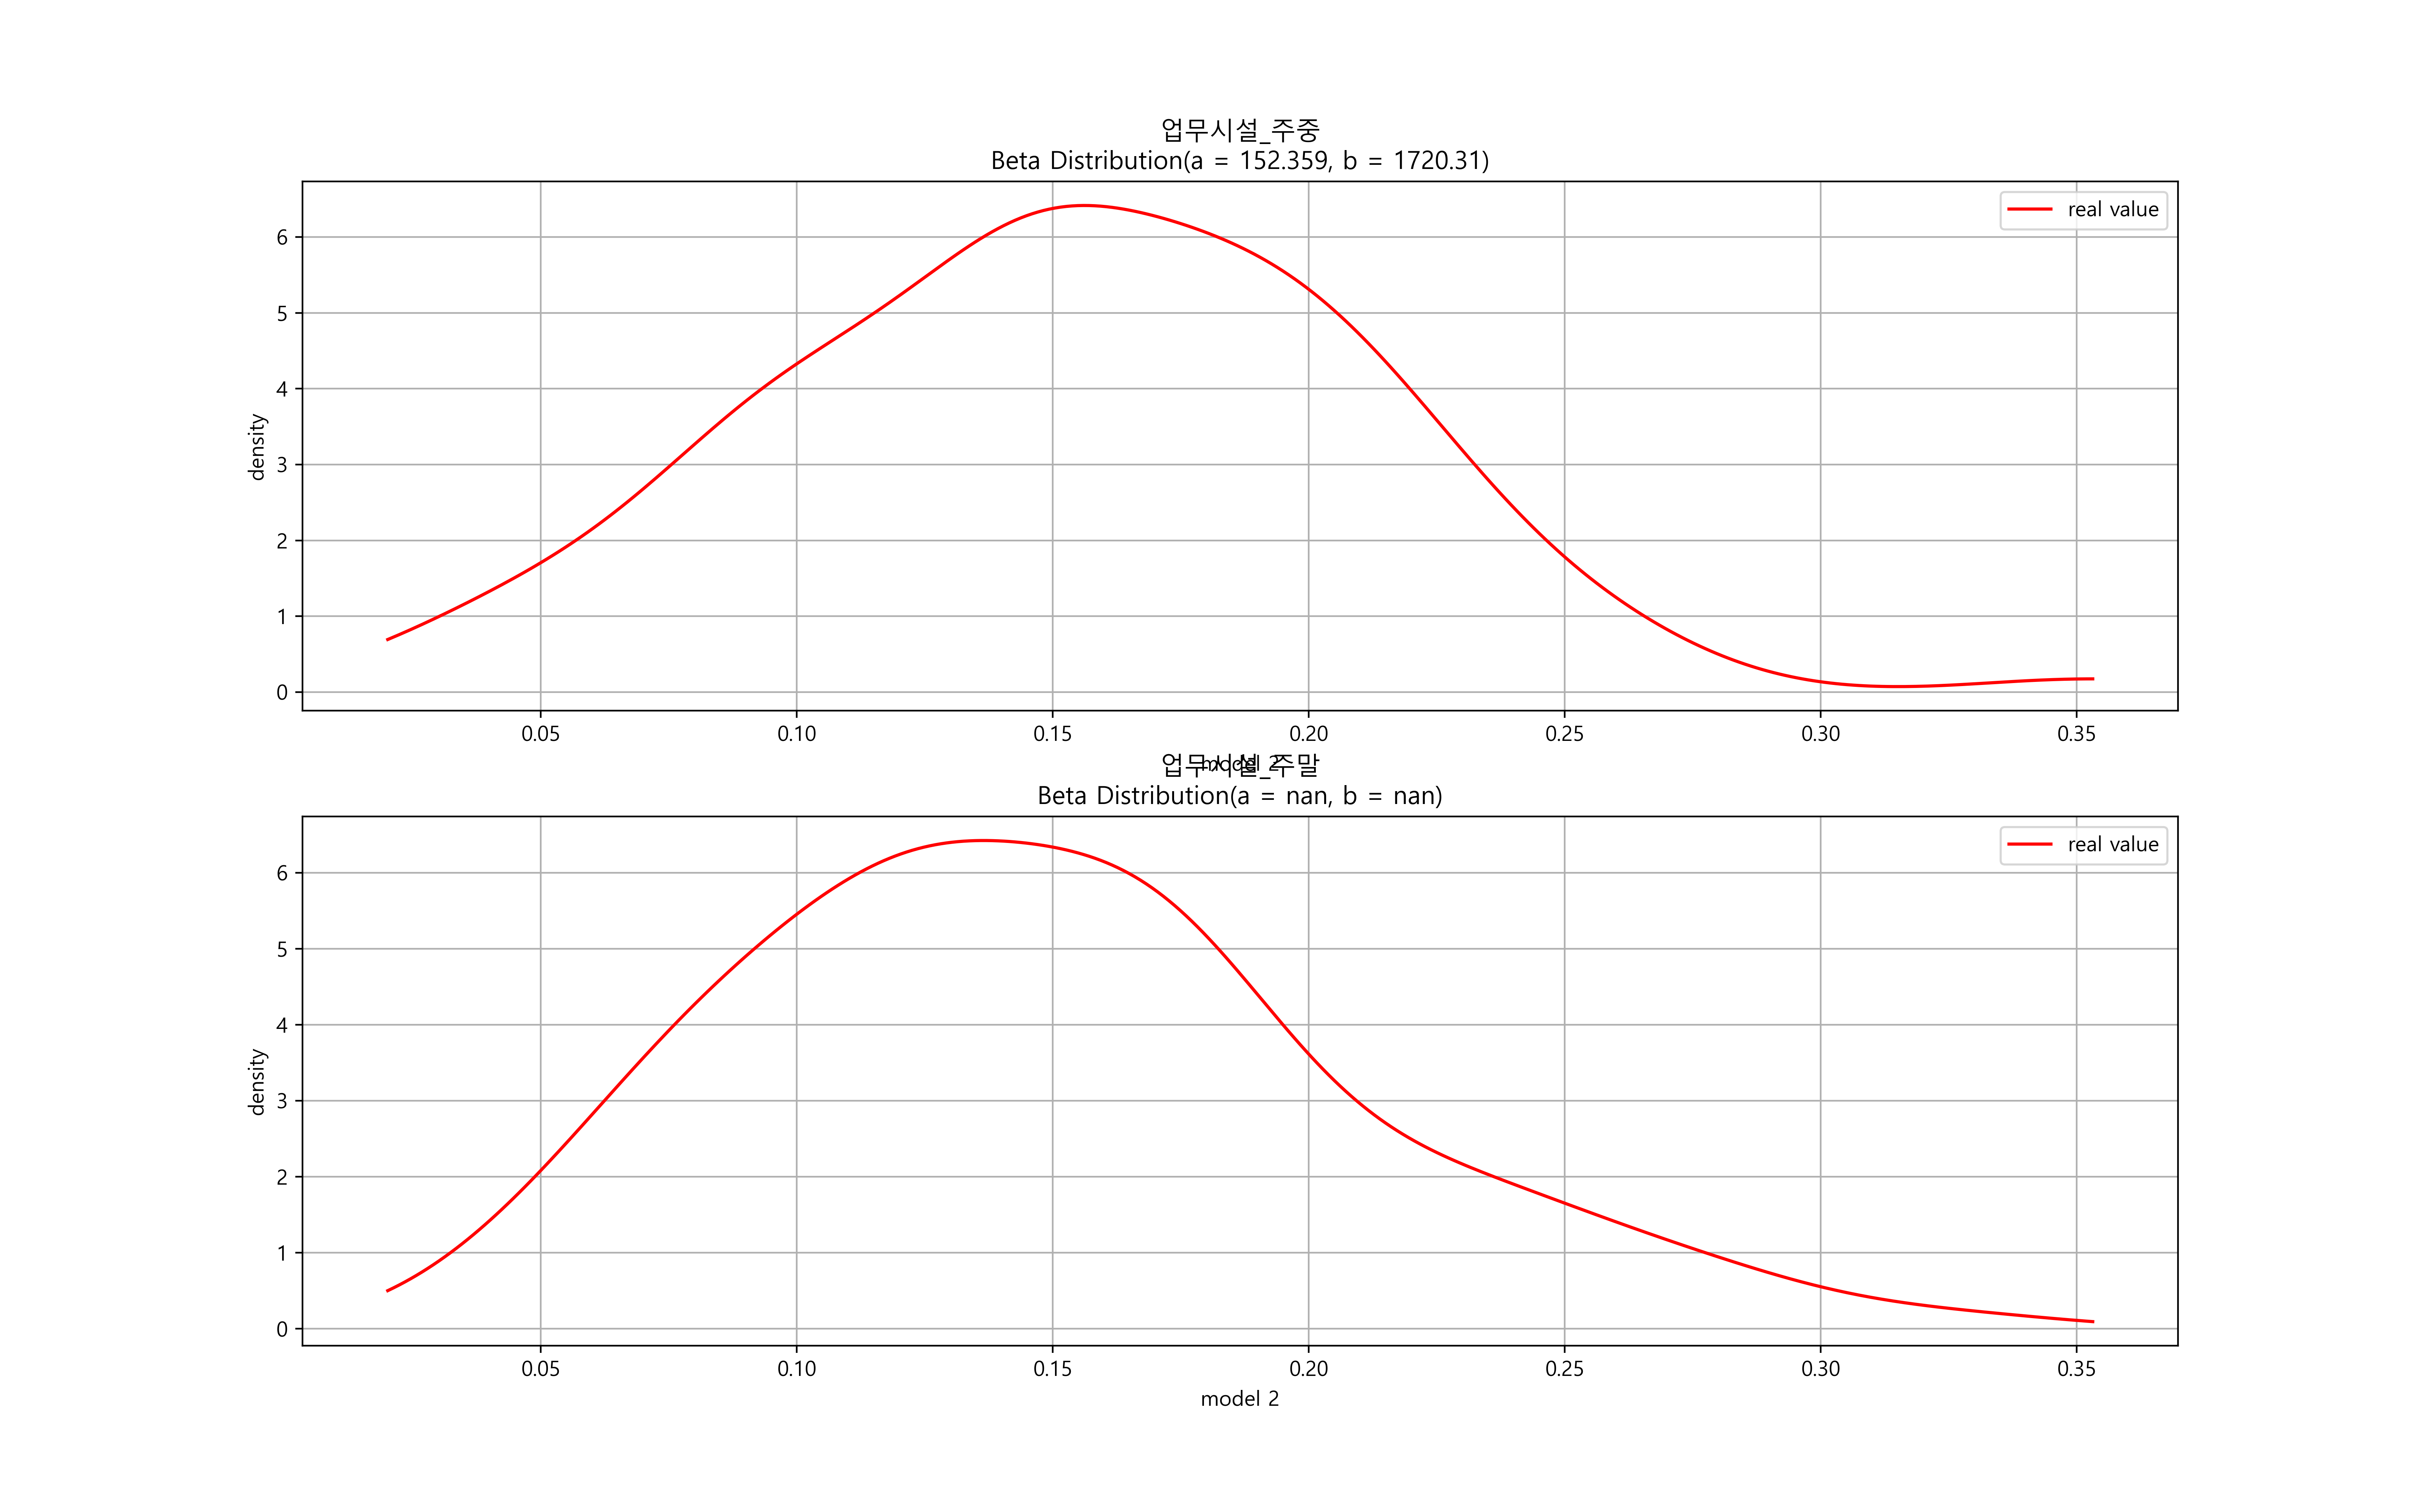 업무시설_주중
Beta Distribution(a = 152.359, b = 1720.31)
real value
density
6
5
4
3
2
1
0
0.05 0.10 0.15 0.20 0.25 0.30 0.35
model 2
업무시설_주말
Beta Distribution(a = nan, b = nan)
real value
density
6
5
4
3
2
1
0
0.05 0.10 0.15 0.20 0.25 0.30 0.35
model 2